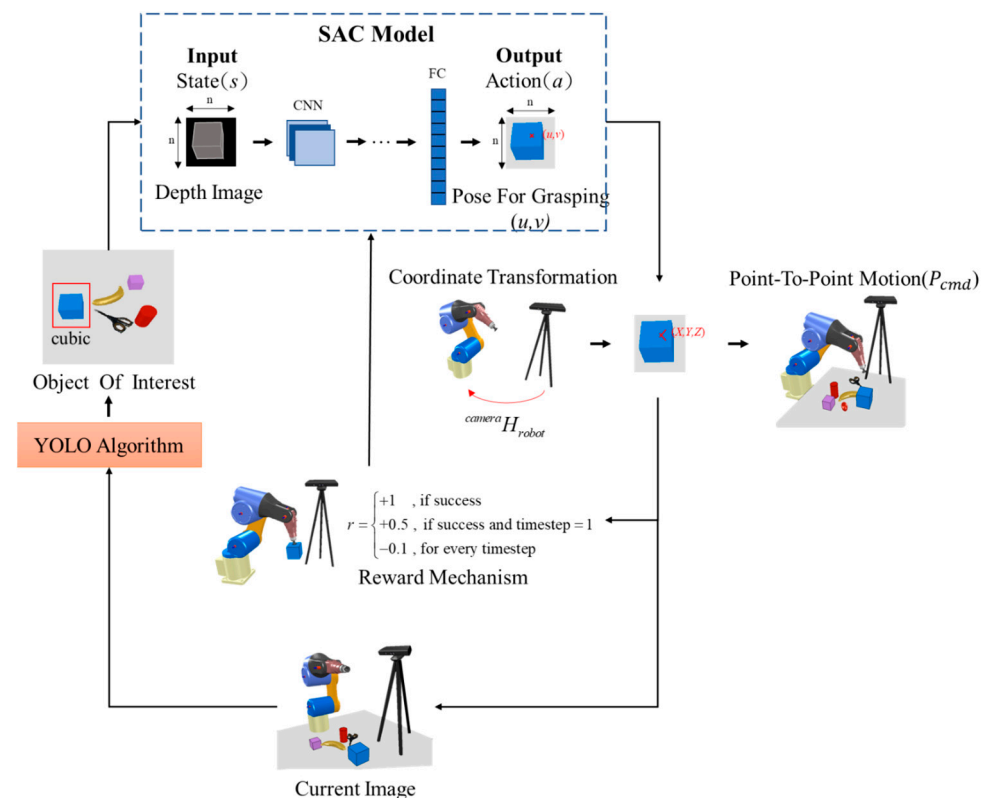 SAC Model
Input
State(s)
n
n
Depth Image
CNN
...
FC
Output
Action(a)
n
n
(u,v)
Pose For Grasping
(u,v)
cubic
Object Of Interest
YOLO Algorithm
Coordinate Transformation
camera H robot
(X,Y,Z)
Point-To-Point Motion(P cmd)
r = { +1 , if success
+0.5 , if success and timestep = 1
−0.1 , for every timestep
Reward Mechanism
Current Image